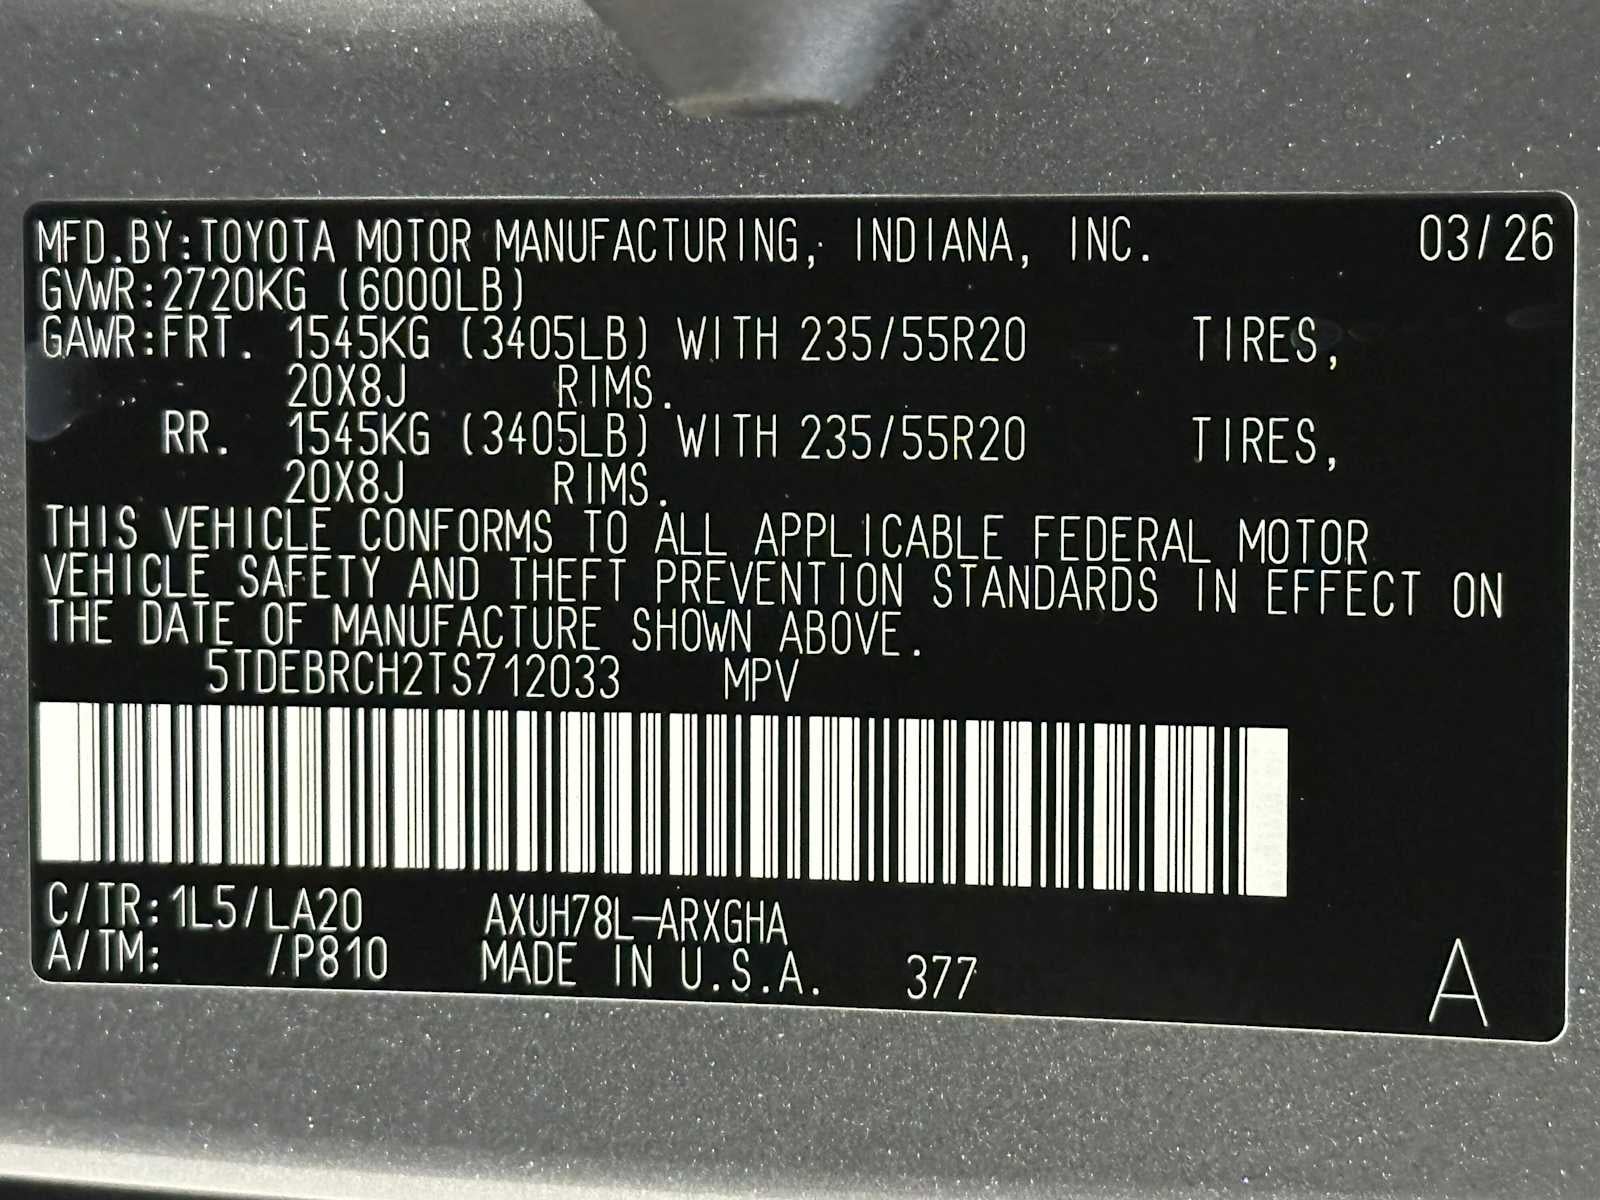 MFD.BY:TOYOTA MOTOR MANUFACTURING, INDIANA, INC. 03/26
GVWR:2720KG (6000LB)
GAWR:FRT. 1545KG (3405LB) WITH 235/55R20 TIRES,
20X8J RIMS.
RR. 1545KG (3405LB) WITH 235/55R20 TIRES,
20X8J RIMS.
THIS VEHICLE CONFORMS TO ALL APPLICABLE FEDERAL MOTOR
VEHICLE SAFETY AND THEFT PREVENTION STANDARDS IN EFFECT ON
THE DATE OF MANUFACTURE SHOWN ABOVE.
5TDEBRCH2TS712033 MPV
C/TR:1L5/LA20 AXUH78L-ARXGHA
A/TM: /P810 MADE IN U.S.A. 377 A